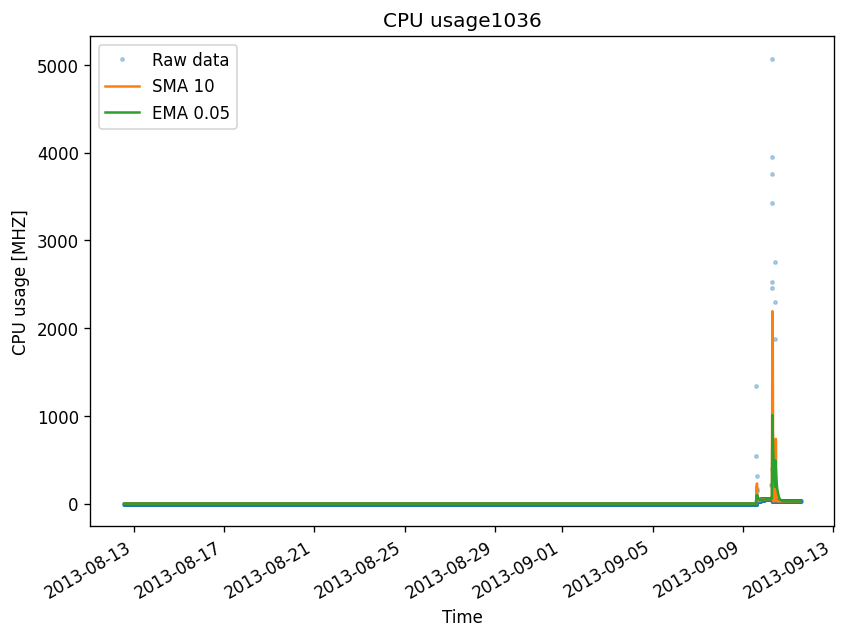 CPU usage1036
Raw data
SMA 10
EMA 0.05
CPU usage [MHZ]
5000
4000
3000
2000
1000
0
2013-08-13
2013-08-17
2013-08-21
2013-08-25
2013-08-29
2013-09-01
2013-09-05
2013-09-09
2013-09-13
Time